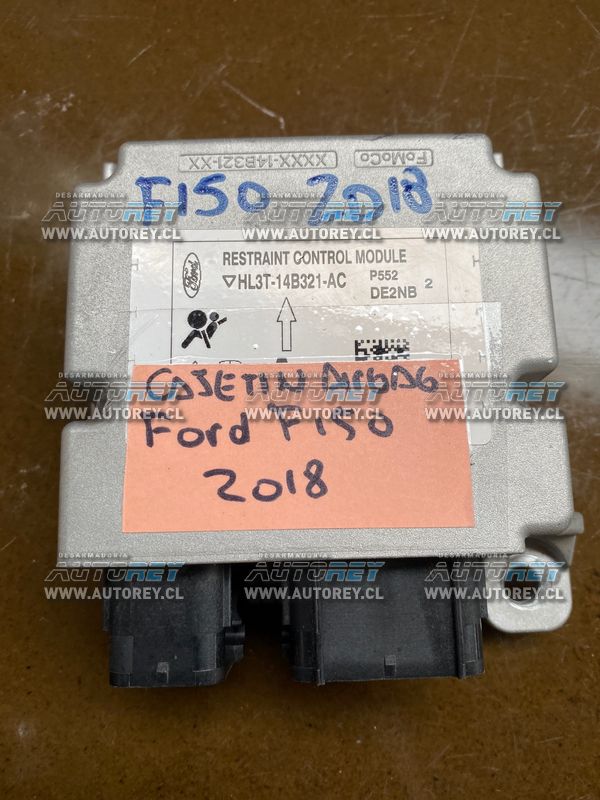 FoMoCo
XXXX-14B321-XX
F150 2018
Ford
RESTRAINT CONTROL MODULE
HL3T-14B321-AC
P552
DE2NB 2
CAJETIN AIRBAG
Ford F150
2018
DESARMADURIA
AUTOREY
WWW.AUTOREY.CL